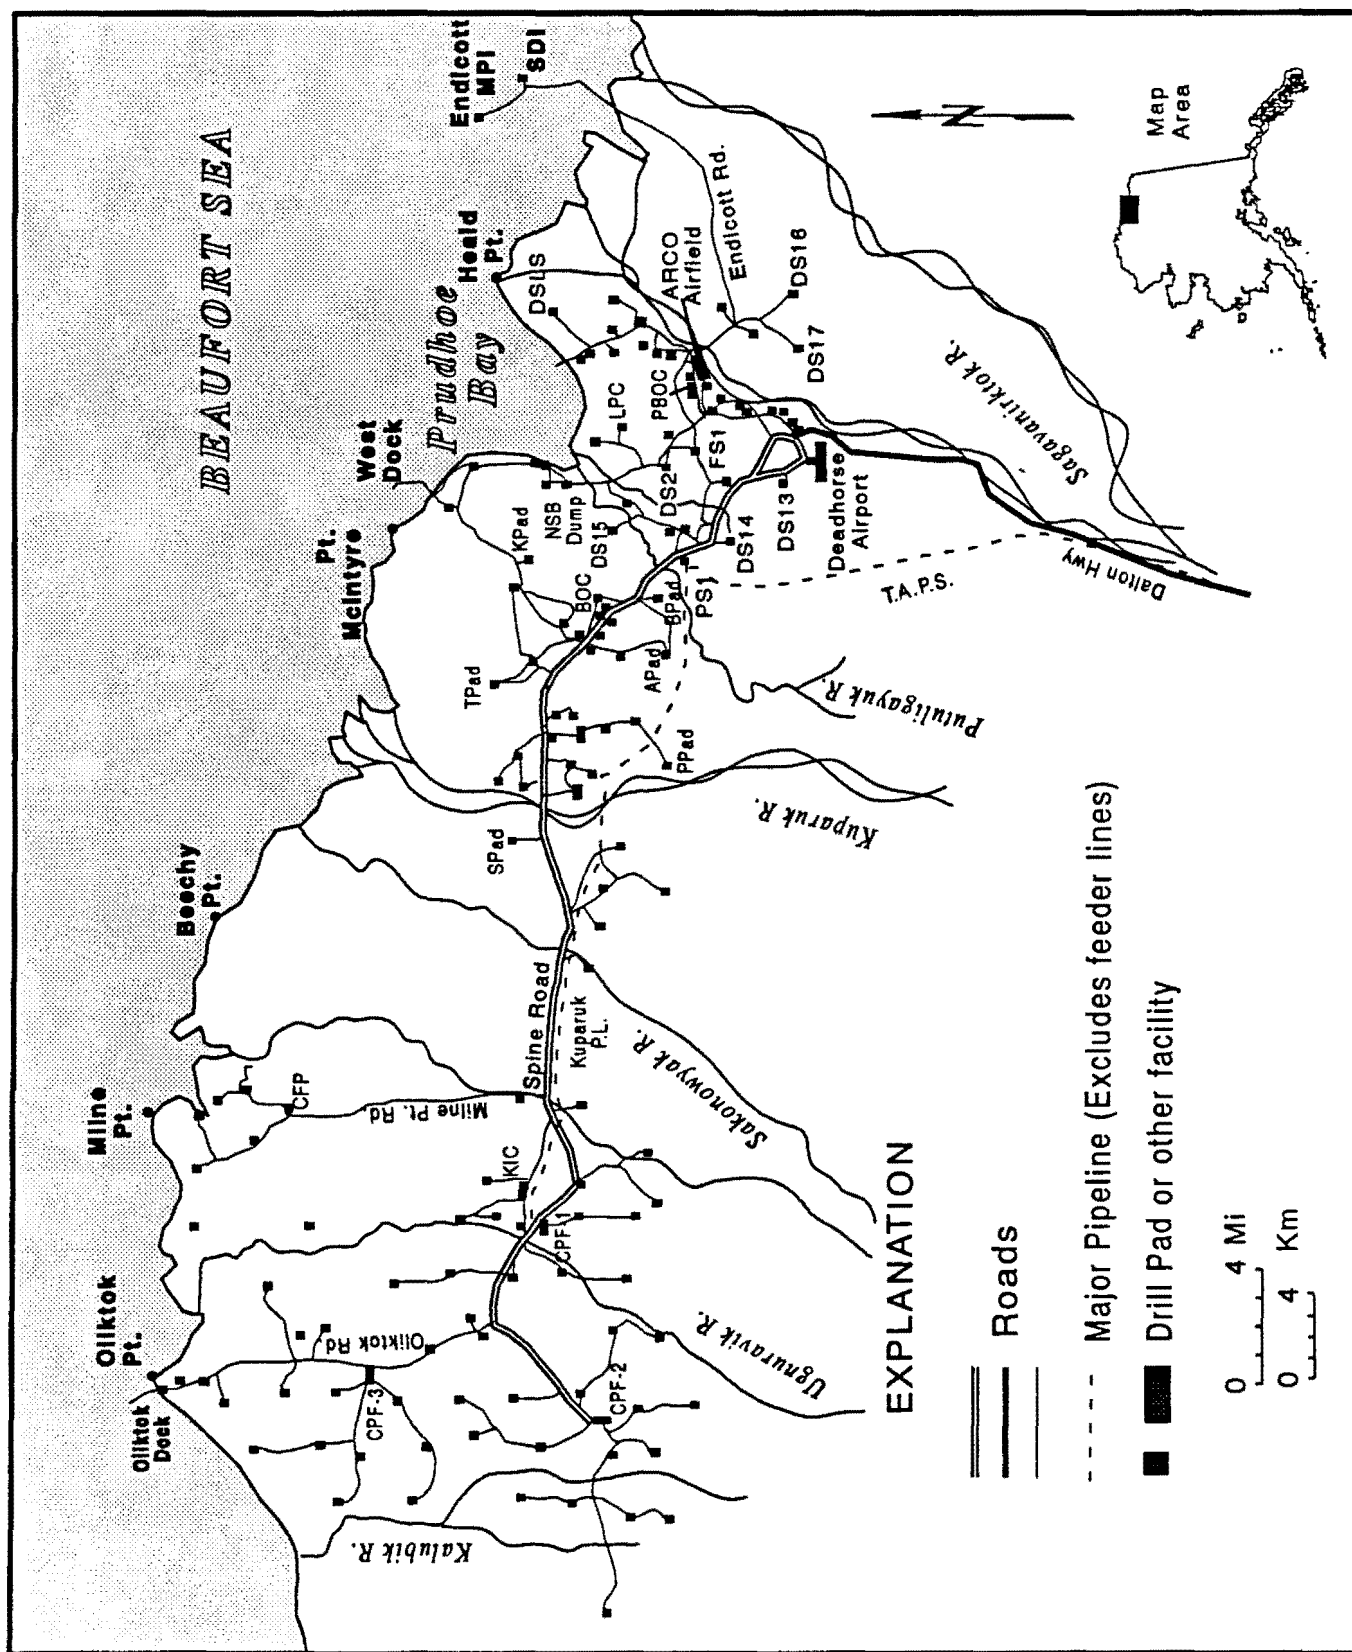 BEAUFORT SEA
Prudhoe
Bay
Oliktok
Pt.
Oliktok
Dock
Milne
Pt.
Beechy
Pt.
Pt.
McIntyre
West
Dock
Heald
Pt.
Endicott
MPI
SDI
CFP
Milne Pt. Rd
Oliktok Rd
CPF-3
CPF-2
CPF-1
KIC
Spine Road
Kuparuk
P.L.
SPad
TPad
KPad
PPad
APad
BPad
BOC
NSB
Dump
DS15
DS2
LPC
DSLS
PBOC
FS1
PS1
DS14
DS13
Deadhorse
Airport
ARCO
Airfield
Endicott Rd.
DS16
DS17
T.A.P.S.
Dalton Hwy
Kalubik R.
Ugnuravik R.
Sakonowyak R.
Kuparuk R.
Putuligayuk R.
Sagavanirktok R.
N
Map
Area
EXPLANATION
Roads
Major Pipeline (Excludes feeder lines)
Drill Pad or other facility
0 4 Mi
0 4 Km